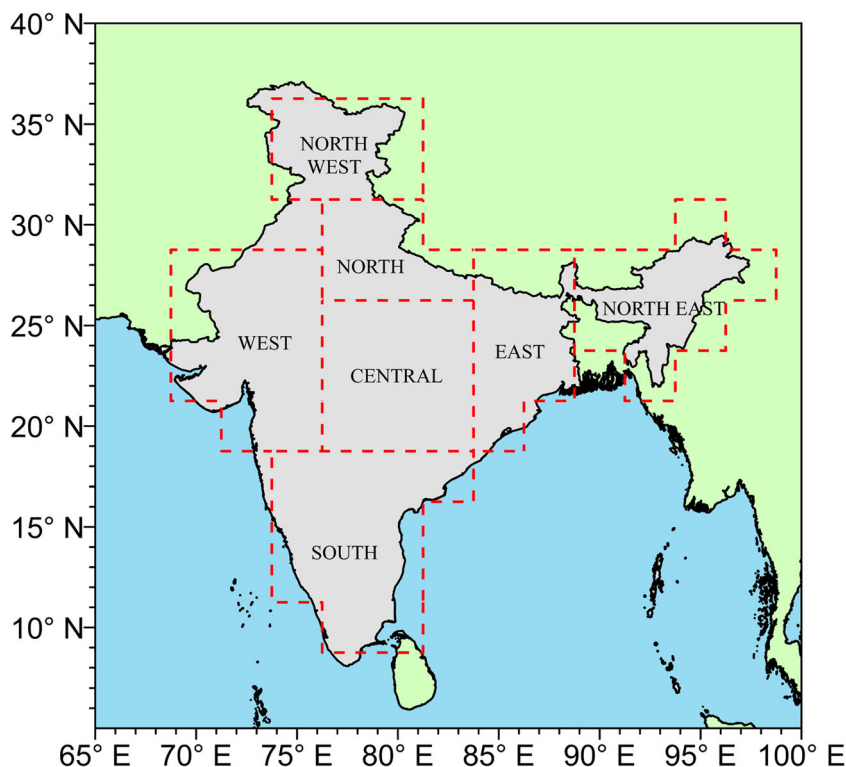 40° N
35° N
NORTH
WEST
30° N
NORTH
25° N
NORTH EAST
WEST
EAST
CENTRAL
20° N
15° N
SOUTH
10° N
65° E 70° E 75° E 80° E 85° E 90° E 95° E 100° E